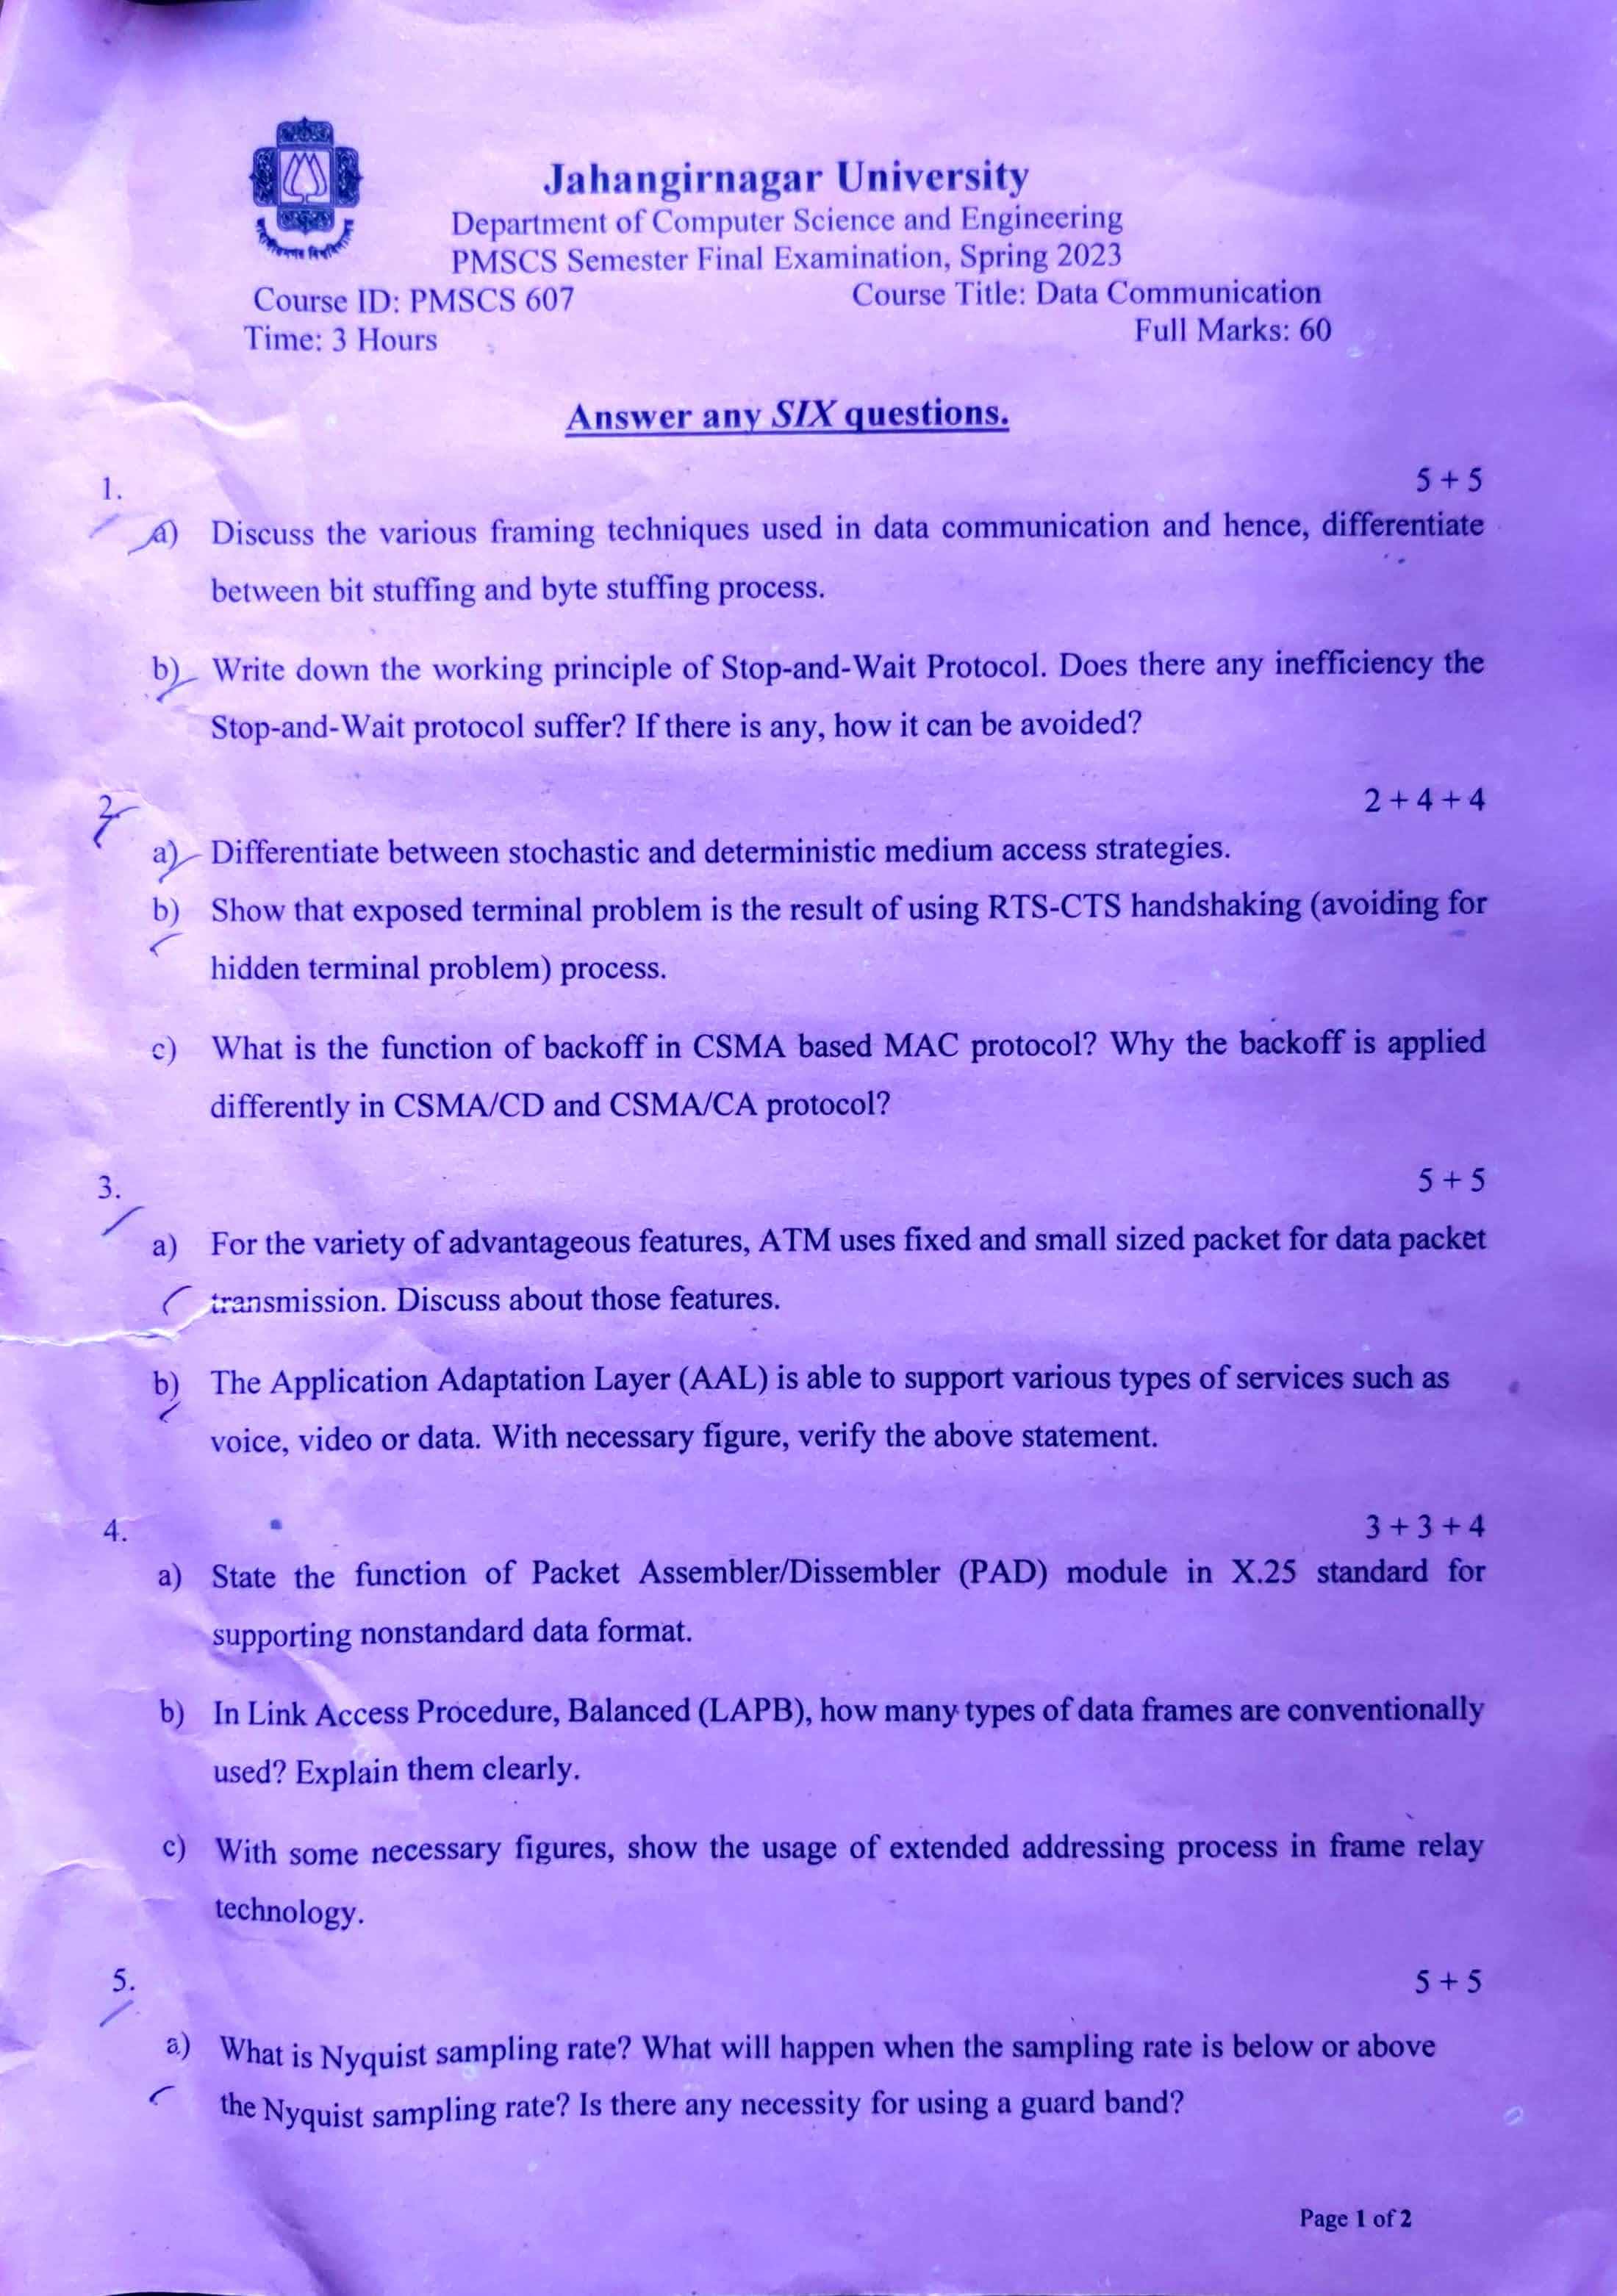 জাহাঙ্গীরনগর বিশ্ববিদ্যালয়
Jahangirnagar University
Department of Computer Science and Engineering
PMSCS Semester Final Examination, Spring 2023
Course ID: PMSCS 607 Course Title: Data Communication
Time: 3 Hours Full Marks: 60
Answer any SIX questions.
1. 5 + 5
a) Discuss the various framing techniques used in data communication and hence, differentiate
between bit stuffing and byte stuffing process.
b) Write down the working principle of Stop-and-Wait Protocol. Does there any inefficiency the
Stop-and-Wait protocol suffer? If there is any, how it can be avoided?
2. 2 + 4 + 4
a) Differentiate between stochastic and deterministic medium access strategies.
b) Show that exposed terminal problem is the result of using RTS-CTS handshaking (avoiding for
hidden terminal problem) process.
c) What is the function of backoff in CSMA based MAC protocol? Why the backoff is applied
differently in CSMA/CD and CSMA/CA protocol?
3. 5 + 5
a) For the variety of advantageous features, ATM uses fixed and small sized packet for data packet
transmission. Discuss about those features.
b) The Application Adaptation Layer (AAL) is able to support various types of services such as
voice, video or data. With necessary figure, verify the above statement.
4. 3 + 3 + 4
a) State the function of Packet Assembler/Dissembler (PAD) module in X.25 standard for
supporting nonstandard data format.
b) In Link Access Procedure, Balanced (LAPB), how many types of data frames are conventionally
used? Explain them clearly.
c) With some necessary figures, show the usage of extended addressing process in frame relay
technology.
5. 5 + 5
a) What is Nyquist sampling rate? What will happen when the sampling rate is below or above
the Nyquist sampling rate? Is there any necessity for using a guard band?
Page 1 of 2